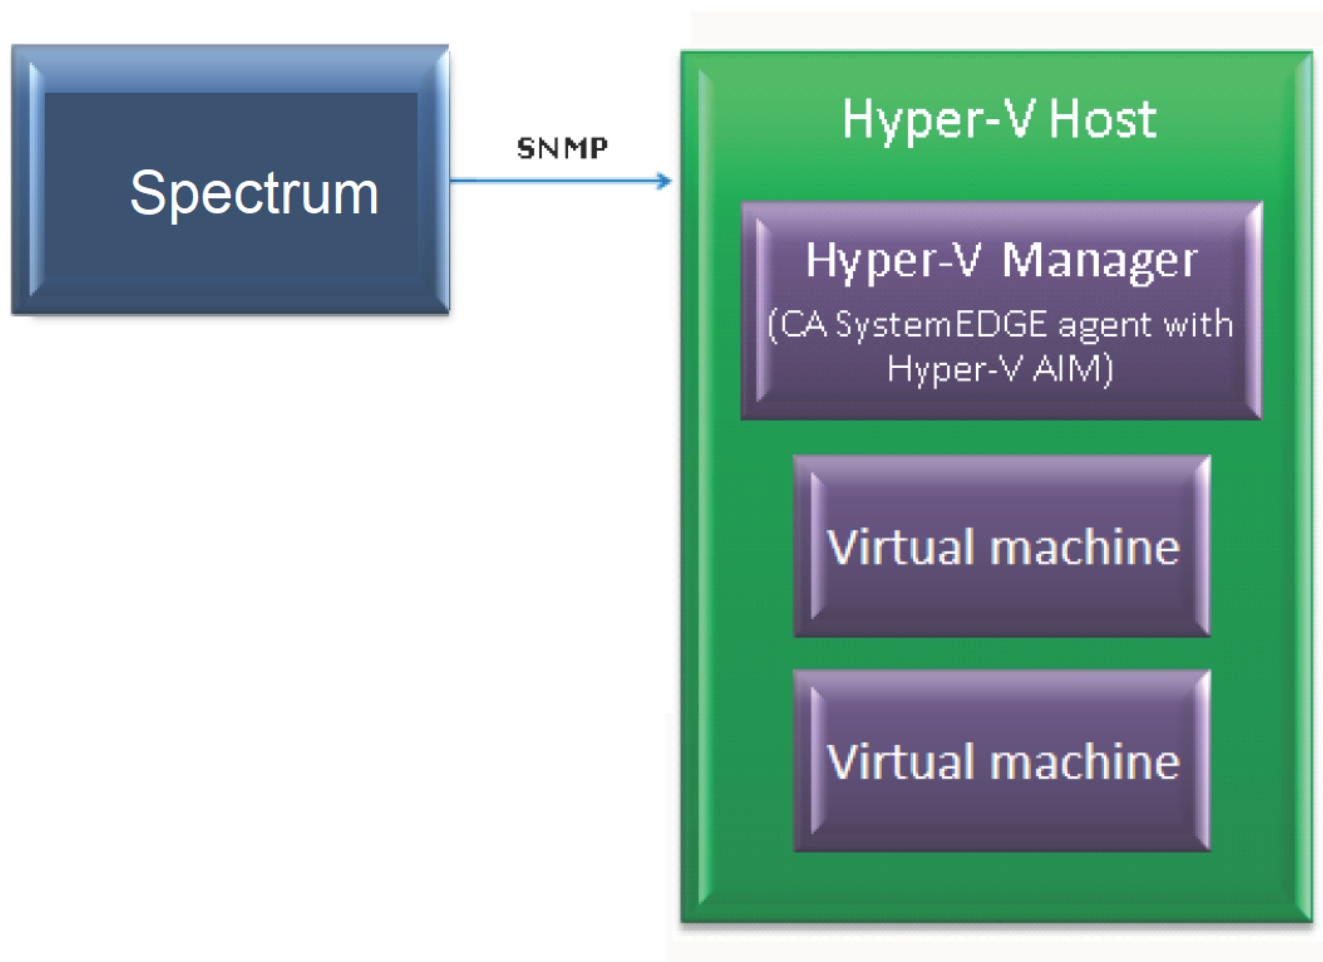 Spectrum
SNMP
Hyper-V Host
Hyper-V Manager
(CA SystemEDGE agent with
Hyper-V AIM)
Virtual machine
Virtual machine